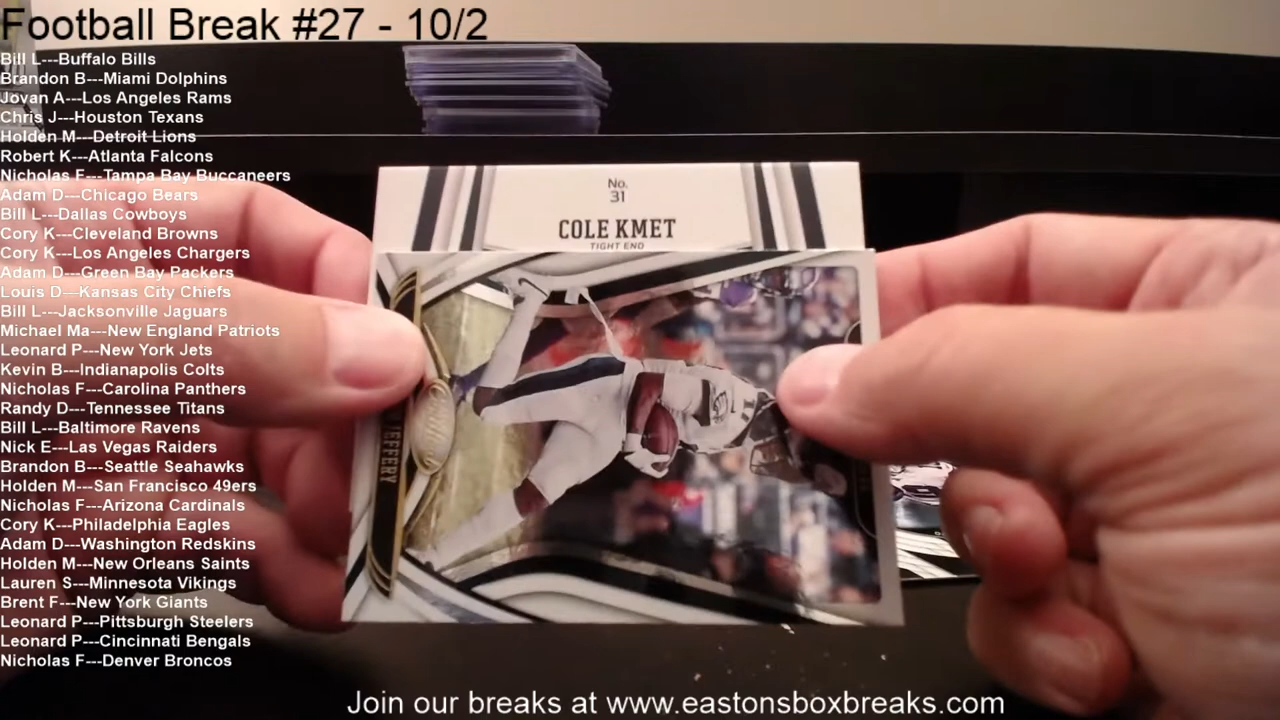 Football Break #27 - 10/2
Bill L---Buffalo Bills
Brandon B---Miami Dolphins
Jovan A---Los Angeles Rams
Chris J---Houston Texans
Holden M---Detroit Lions
Robert K---Atlanta Falcons
Nicholas F---Tampa Bay Buccaneers
Adam D---Chicago Bears
Bill L---Dallas Cowboys
Cory K---Cleveland Browns
Cory K---Los Angeles Chargers
Adam D---Green Bay Packers
Louis D---Kansas City Chiefs
Bill L---Jacksonville Jaguars
Michael Ma---New England Patriots
Leonard P---New York Jets
Kevin B---Indianapolis Colts
Nicholas F---Carolina Panthers
Randy D---Tennessee Titans
Bill L---Baltimore Ravens
Nick E---Las Vegas Raiders
Brandon B---Seattle Seahawks
Holden M---San Francisco 49ers
Nicholas F---Arizona Cardinals
Cory K---Philadelphia Eagles
Adam D---Washington Redskins
Holden M---New Orleans Saints
Lauren S---Minnesota Vikings
Brent F---New York Giants
Leonard P---Pittsburgh Steelers
Leonard P---Cincinnati Bengals
Nicholas F---Denver Broncos
No.
31
COLE KMET
TIGHT END
JEFFERY
Join our breaks at www.eastonsboxbreaks.com